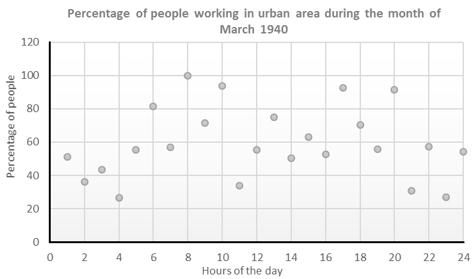 Percentage of people working in urban area during the month of
March 1940
120
100
80
60
40
20
0
Percentage of people
0 2 4 6 8 10 12 14 16 18 20 22 24
Hours of the day